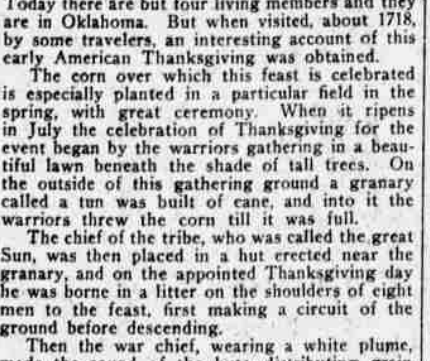 Today there are but four living members and they
are in Oklahoma. But when visited, about 1718,
by some travelers, an interesting account of this
early American Thanksgiving was obtained.
The corn over which this feast is celebrated
is especially planted in a particular field in the
spring, with great ceremony. When it ripens
in July the celebration of Thanksgiving for the
event began by the warriors gathering in a beau-
tiful lawn beneath the shade of tall trees. On
the outside of this gathering ground a granary
called a tun was built of cane, and into it the
warriors threw the corn till it was full.
The chief of the tribe, who was called the great
Sun, was then placed in a hut erected near the
granary, and on the appointed Thanksgiving day
he was borne in a litter on the shoulders of eight
men to the feast, first making a circuit of the
ground before descending.
Then the war chief, wearing a white plume,